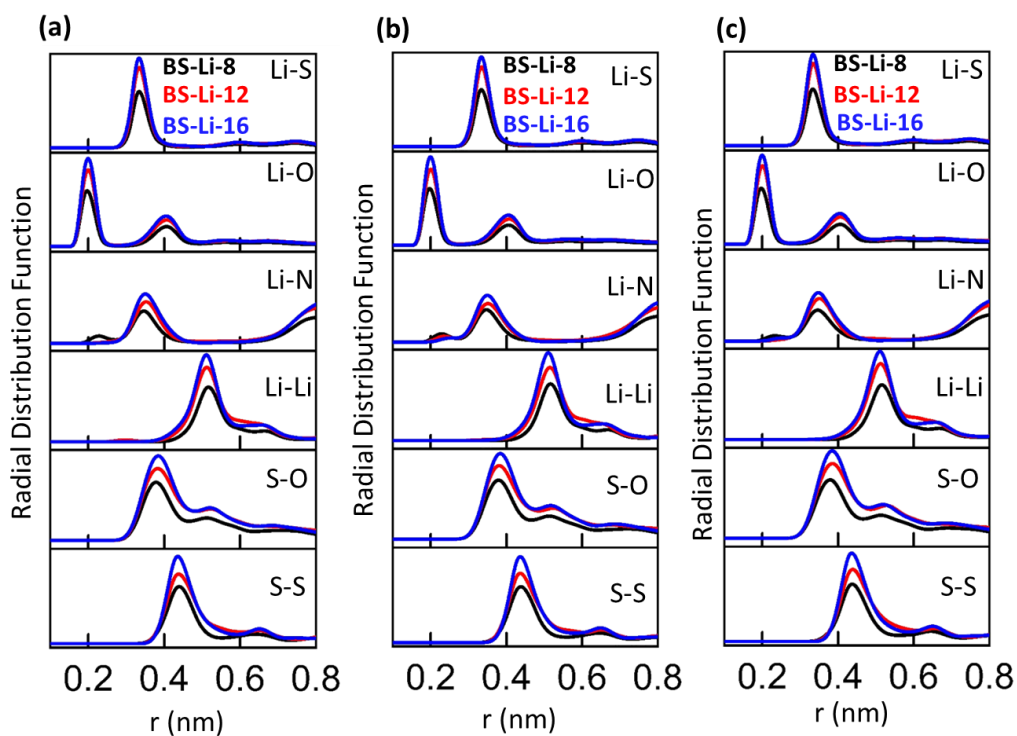 (a)
Radial Distribution Function
BS-Li-8
BS-Li-12
BS-Li-16
Li-S
Li-O
Li-N
Li-Li
S-O
S-S
0.2 0.4 0.6 0.8
r (nm)
(b)
Radial Distribution Function
BS-Li-8
BS-Li-12
BS-Li-16
Li-S
Li-O
Li-N
Li-Li
S-O
S-S
0.2 0.4 0.6 0.8
r (nm)
(c)
Radial Distribution Function
BS-Li-8
BS-Li-12
BS-Li-16
Li-S
Li-O
Li-N
Li-Li
S-O
S-S
0.2 0.4 0.6 0.8
r (nm)